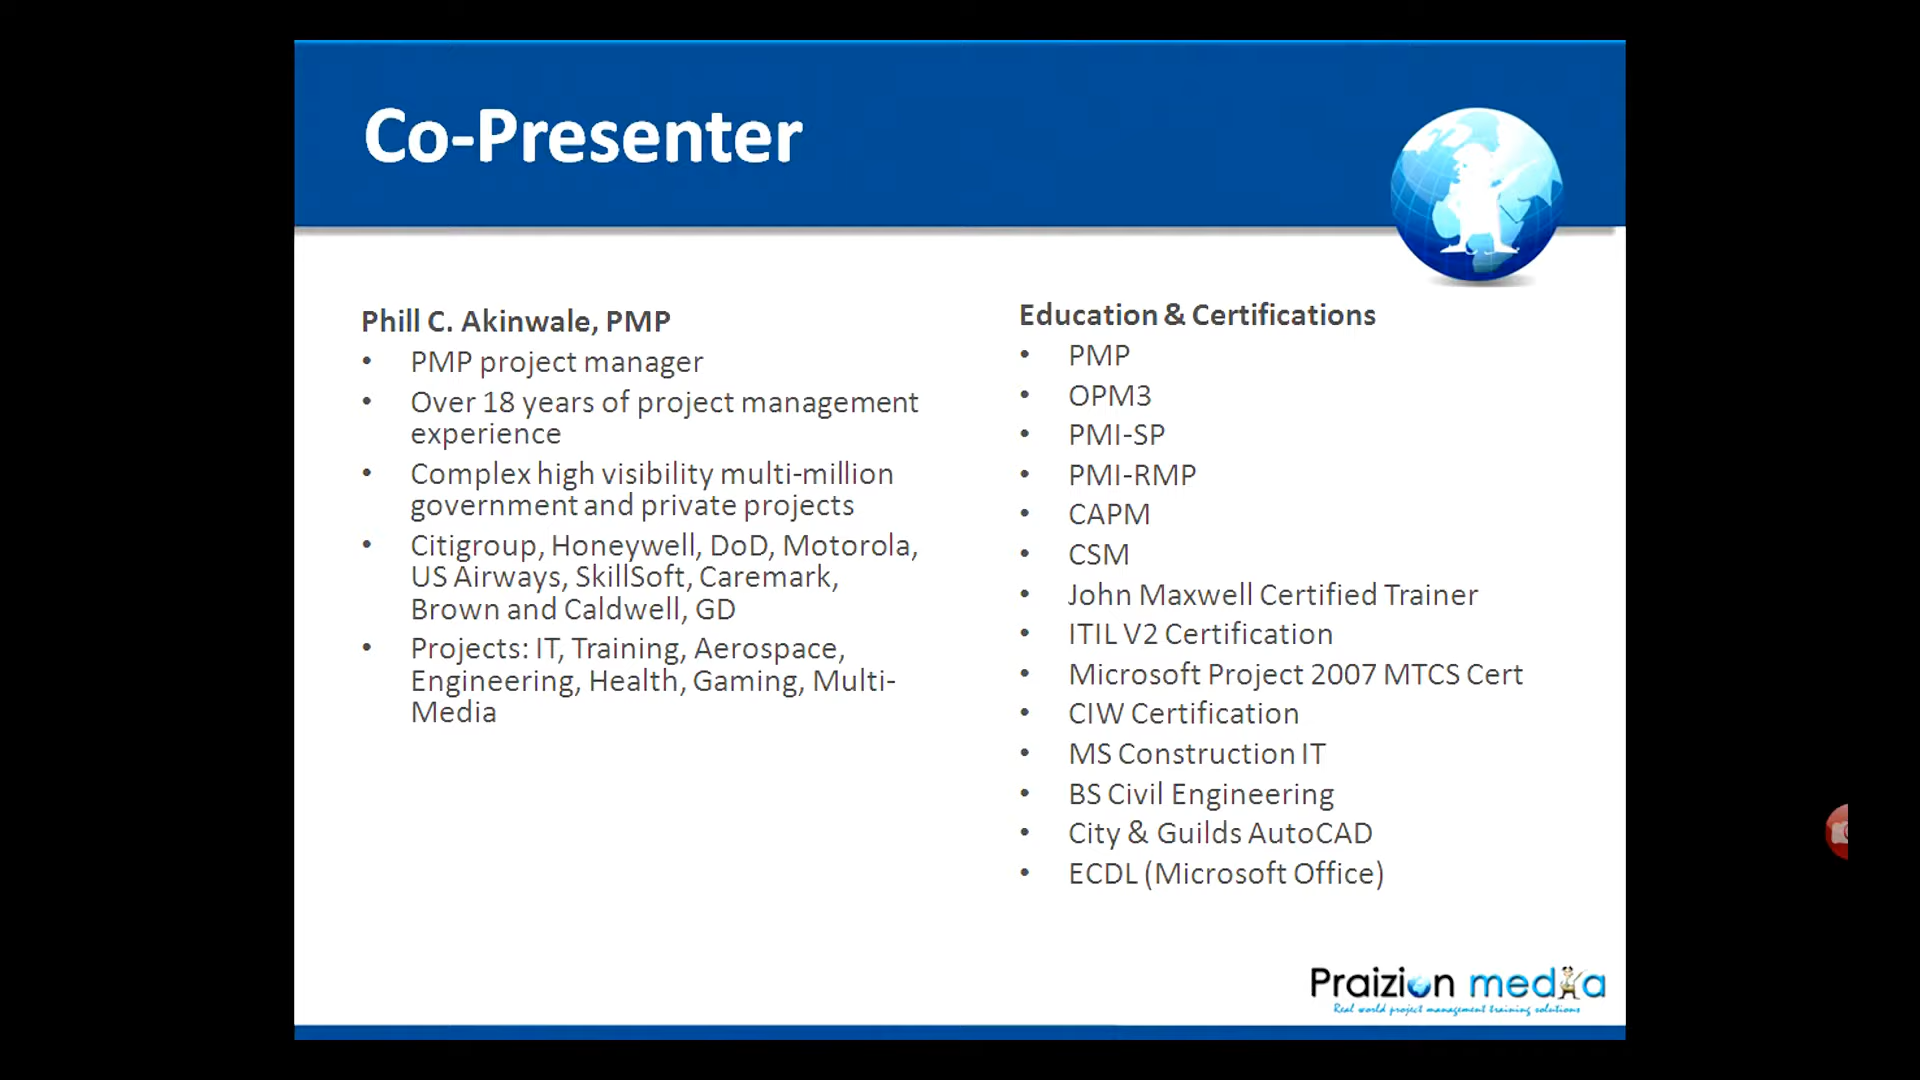 Co-Presenter
Phill C. Akinwale, PMP
• PMP project manager
• Over 18 years of project management
experience
• Complex high visibility multi-million
government and private projects
• Citigroup, Honeywell, DoD, Motorola,
US Airways, SkillSoft, Caremark,
Brown and Caldwell, GD
• Projects: IT, Training, Aerospace,
Engineering, Health, Gaming, Multi-
Media
Education & Certifications
• PMP
• OPM3
• PMI-SP
• PMI-RMP
• CAPM
• CSM
• John Maxwell Certified Trainer
• ITIL V2 Certification
• Microsoft Project 2007 MTCS Cert
• CIW Certification
• MS Construction IT
• BS Civil Engineering
• City & Guilds AutoCAD
• ECDL (Microsoft Office)
Praizion media
Real world project management training solutions